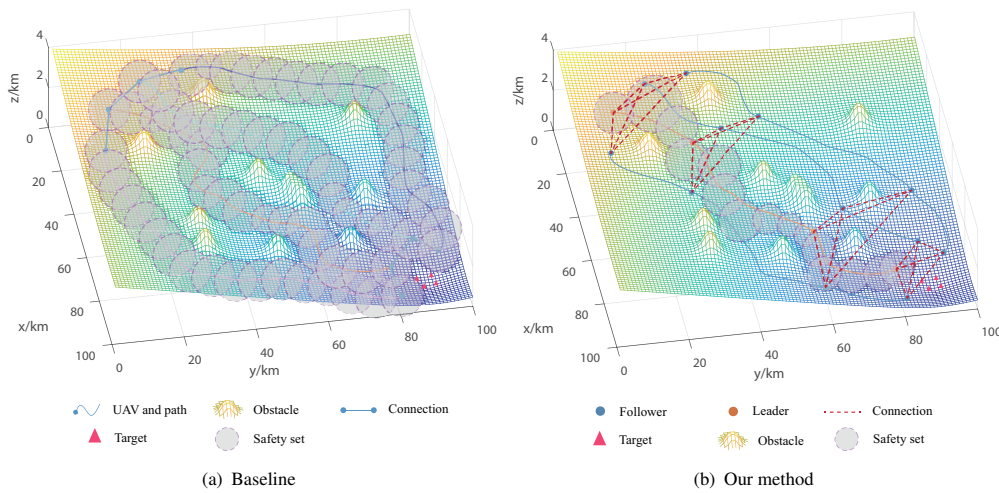 4
2
0
z/km
0
20
40
60
80
100
x/km
0
20
40
60
80
100
y/km
UAV and path
Obstacle
Connection
Target
Safety set
(a) Baseline
4
2
0
z/km
0
20
40
60
80
100
x/km
0
20
40
60
80
100
y/km
Follower
Leader
Connection
Target
Obstacle
Safety set
(b) Our method